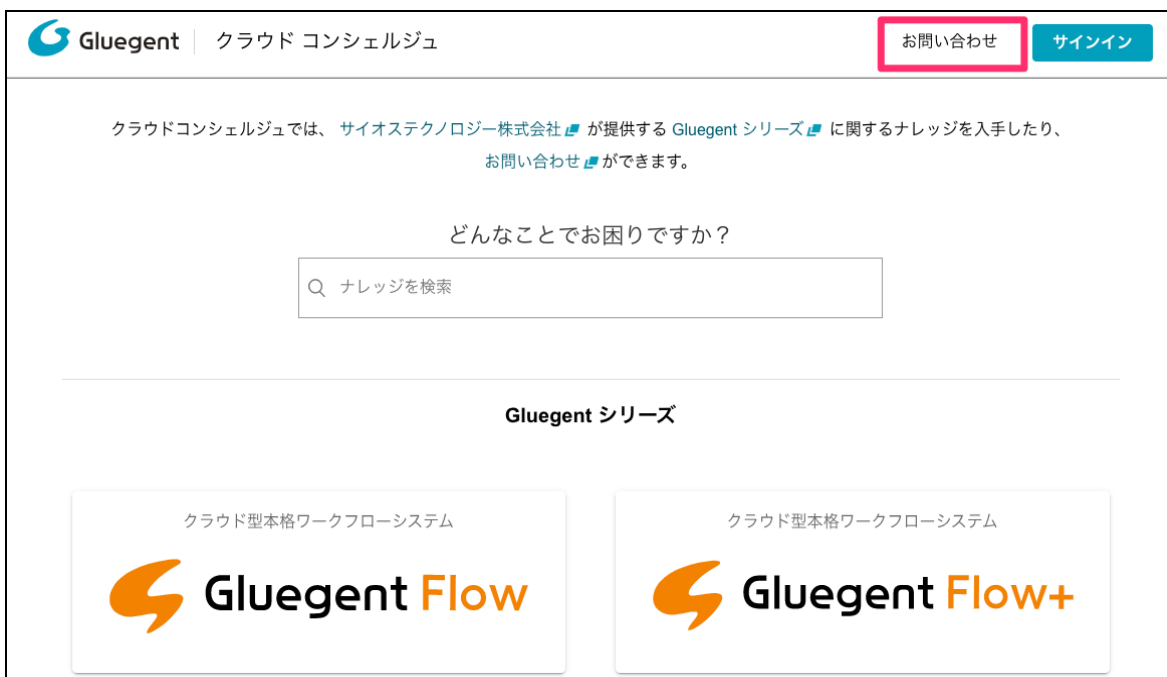 Gluegent クラウド コンシェルジュ お問い合わせ サインイン
クラウドコンシェルジュでは、 サイオステクノロジー株式会社 が提供する Gluegent シリーズ に関するナレッジを入手したり、
お問い合わせ ができます。
どんなことでお困りですか？
ナレッジを検索
Gluegent シリーズ
クラウド型本格ワークフローシステム
Gluegent Flow
クラウド型本格ワークフローシステム
Gluegent Flow+